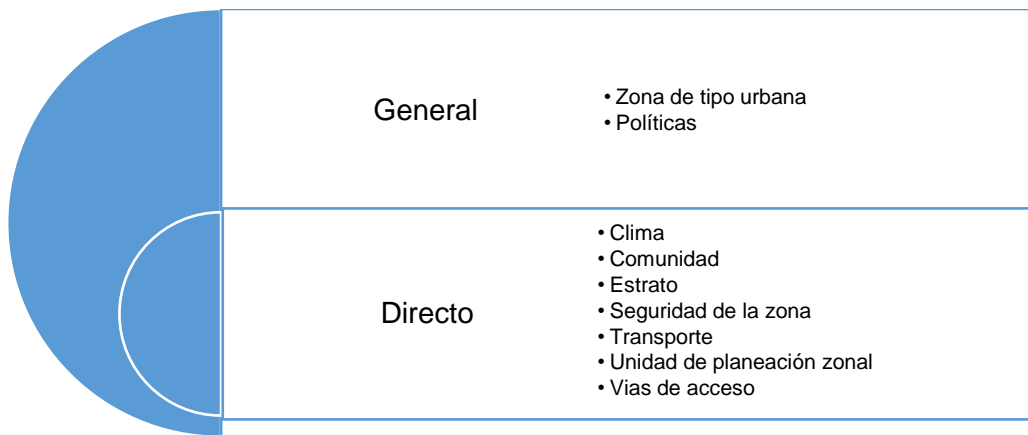 General
• Zona de tipo urbana
• Políticas
Directo
• Clima
• Comunidad
• Estrato
• Seguridad de la zona
• Transporte
• Unidad de planeación zonal
• Vias de acceso